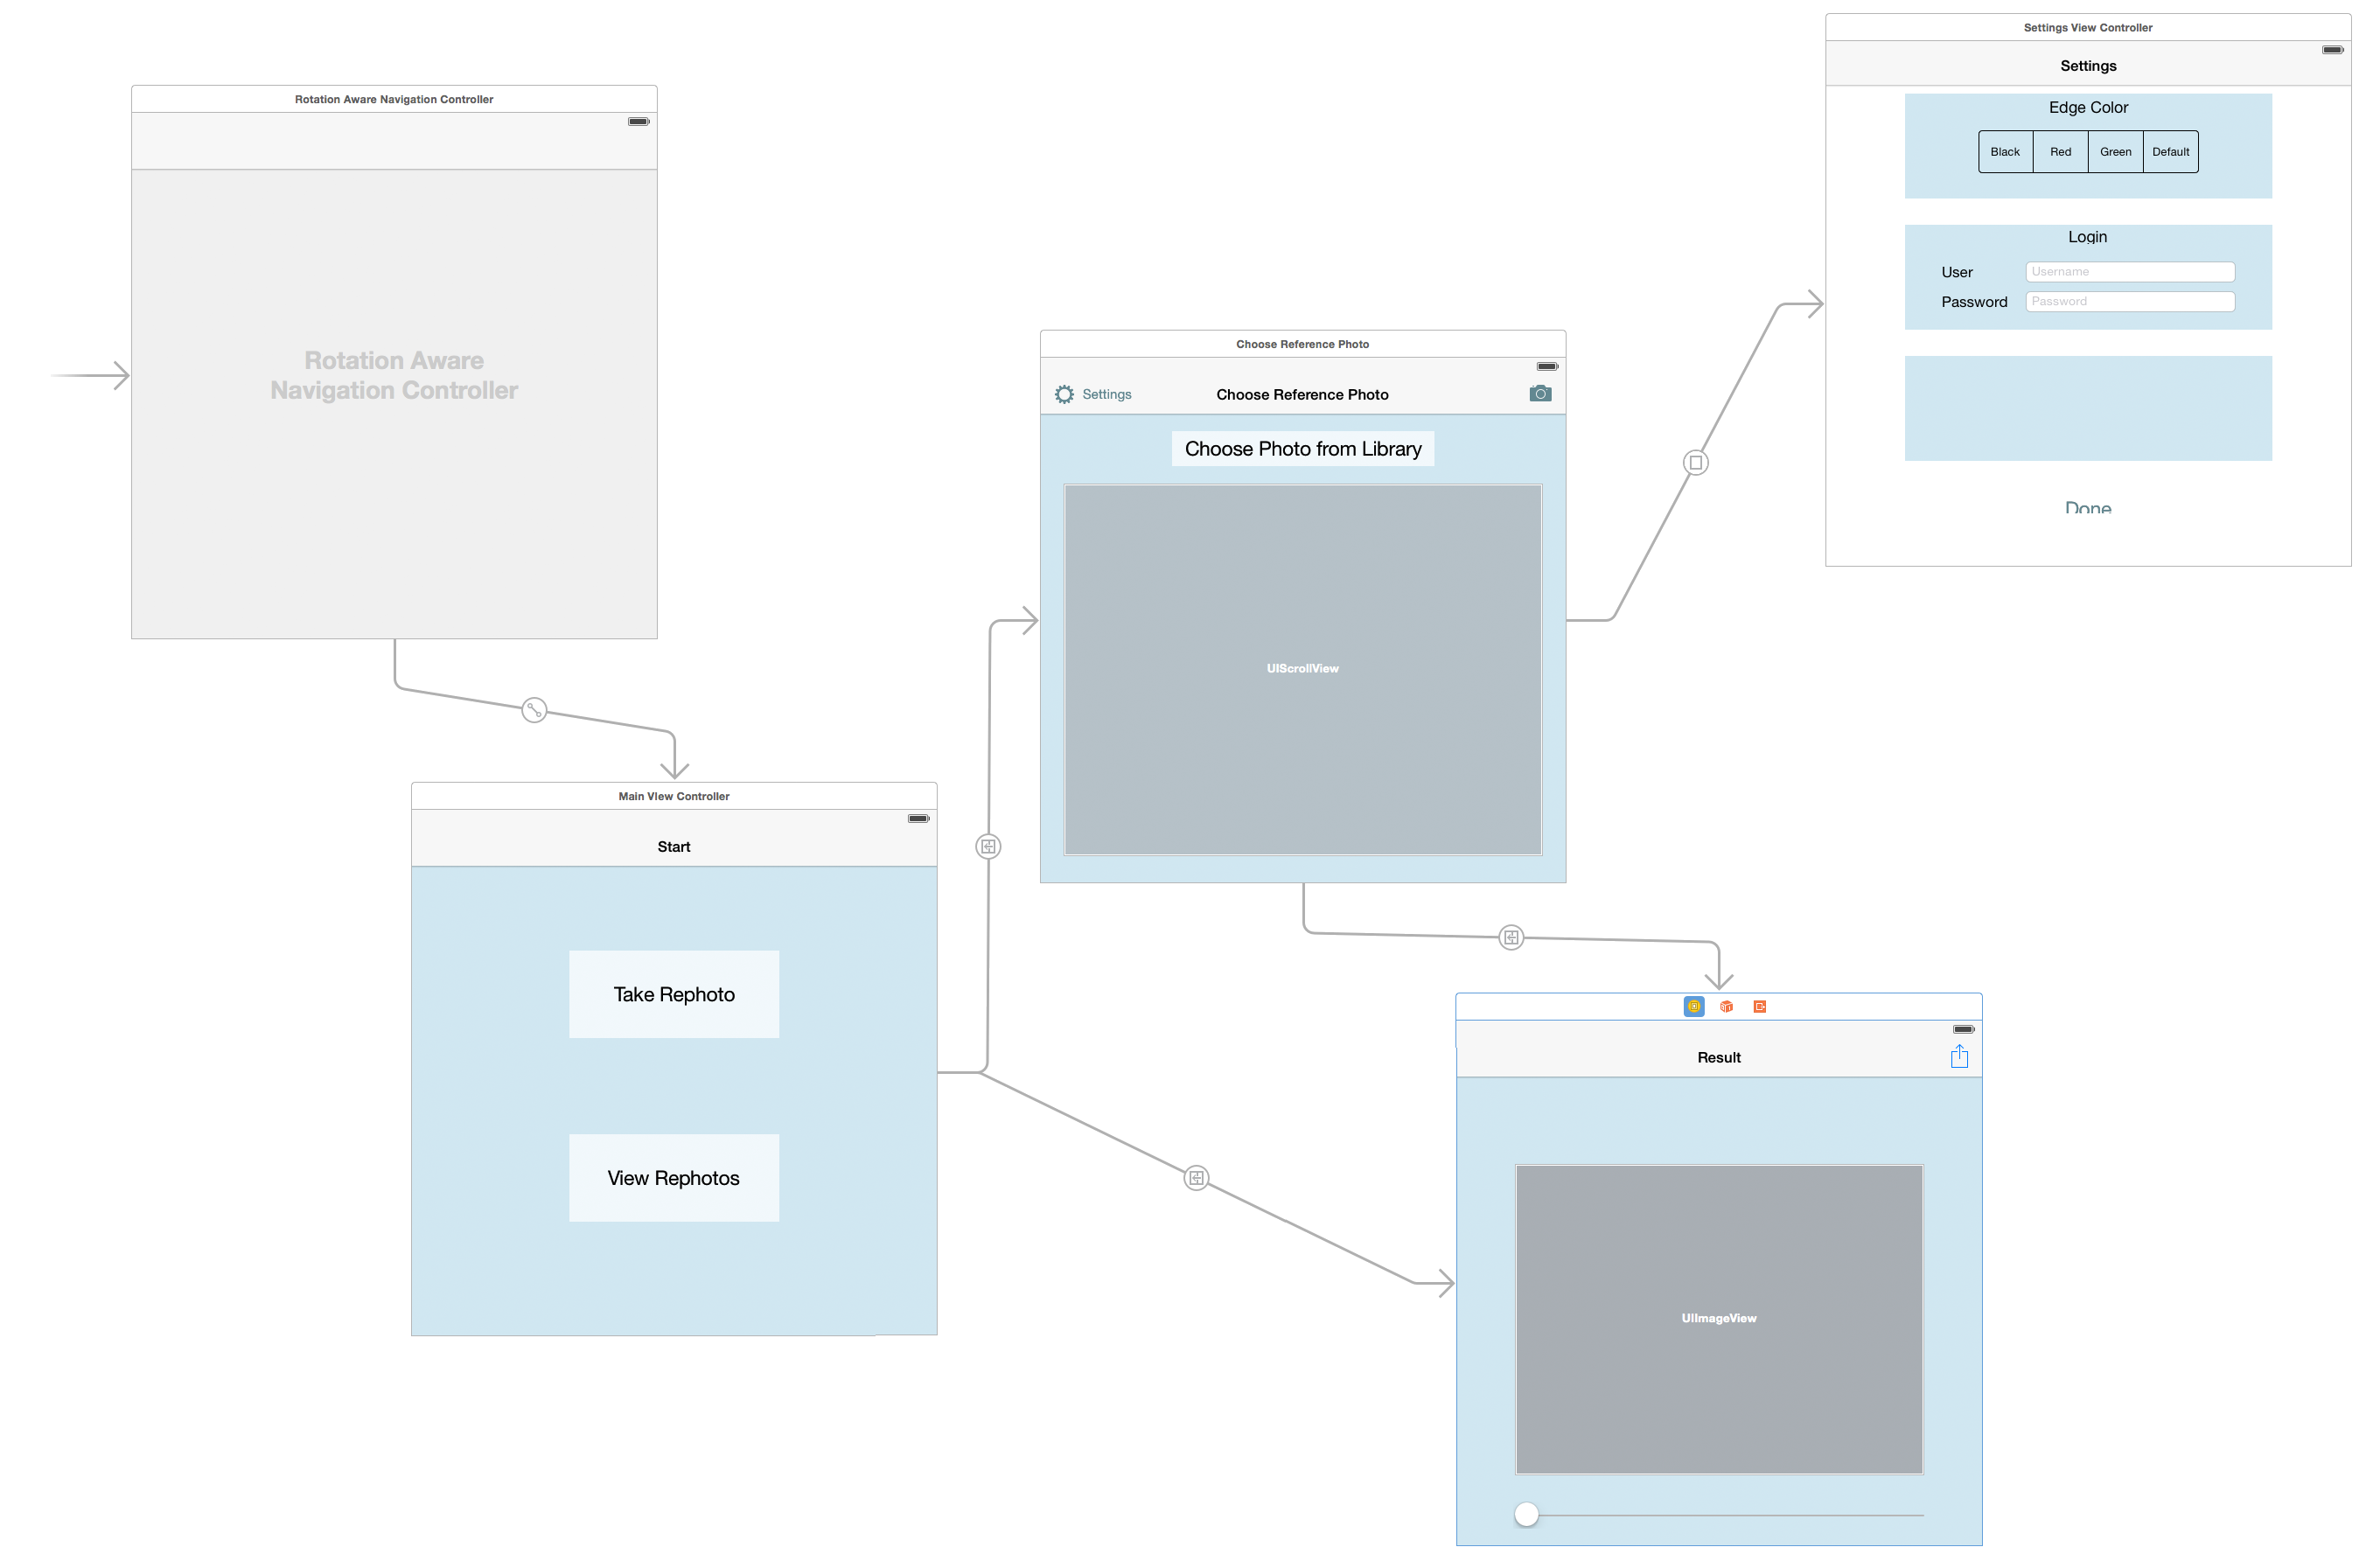 Rotation Aware Navigation Controller
Rotation Aware
Navigation Controller
Main View Controller
Start
Take Rephoto
View Rephotos
Choose Reference Photo
Settings
Choose Reference Photo
Choose Photo from Library
UIScrollView
Settings View Controller
Settings
Edge Color
Black Red Green Default
Login
User Username
Password Password
Done
Result
UIImageView